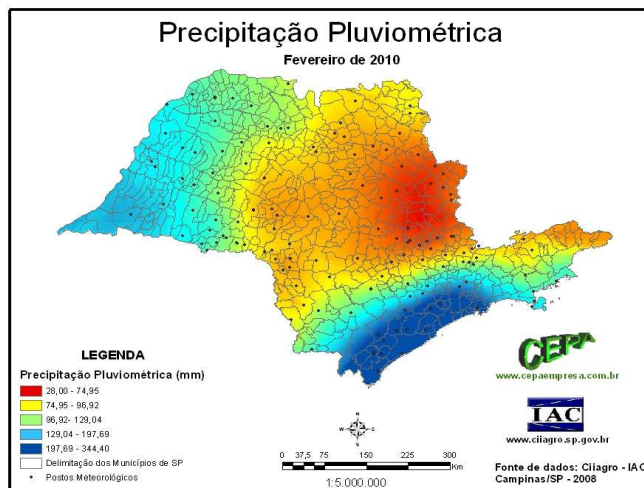 Precipitação Pluviométrica
Fevereiro de 2010
LEGENDA
Precipitação Pluviométrica (mm)
28,00 - 74,95
74,95 - 96,92
96,92- 129,04
129,04 - 197,69
197,69 - 344,40
Delimitação dos Municípios de SP
Postos Meteorológicos
N
W E
S
0 37,5 75 150 225 300
Km
1:5.000.000
CEPA
www.cepaempresa.com.br
IAC
www.ciiagro.sp.gov.br
Fonte de dados: Ciiagro - IAC
Campinas/SP - 2008